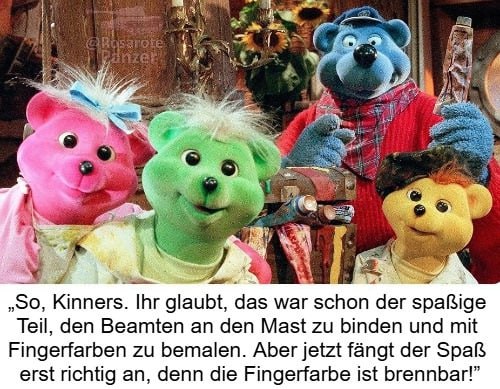 @Rosarote
Panzer
„So, Kinners. Ihr glaubt, das war schon der spaßige
Teil, den Beamten an den Mast zu binden und mit
Fingerfarben zu bemalen. Aber jetzt fängt der Spaß
erst richtig an, denn die Fingerfarbe ist brennbar!”